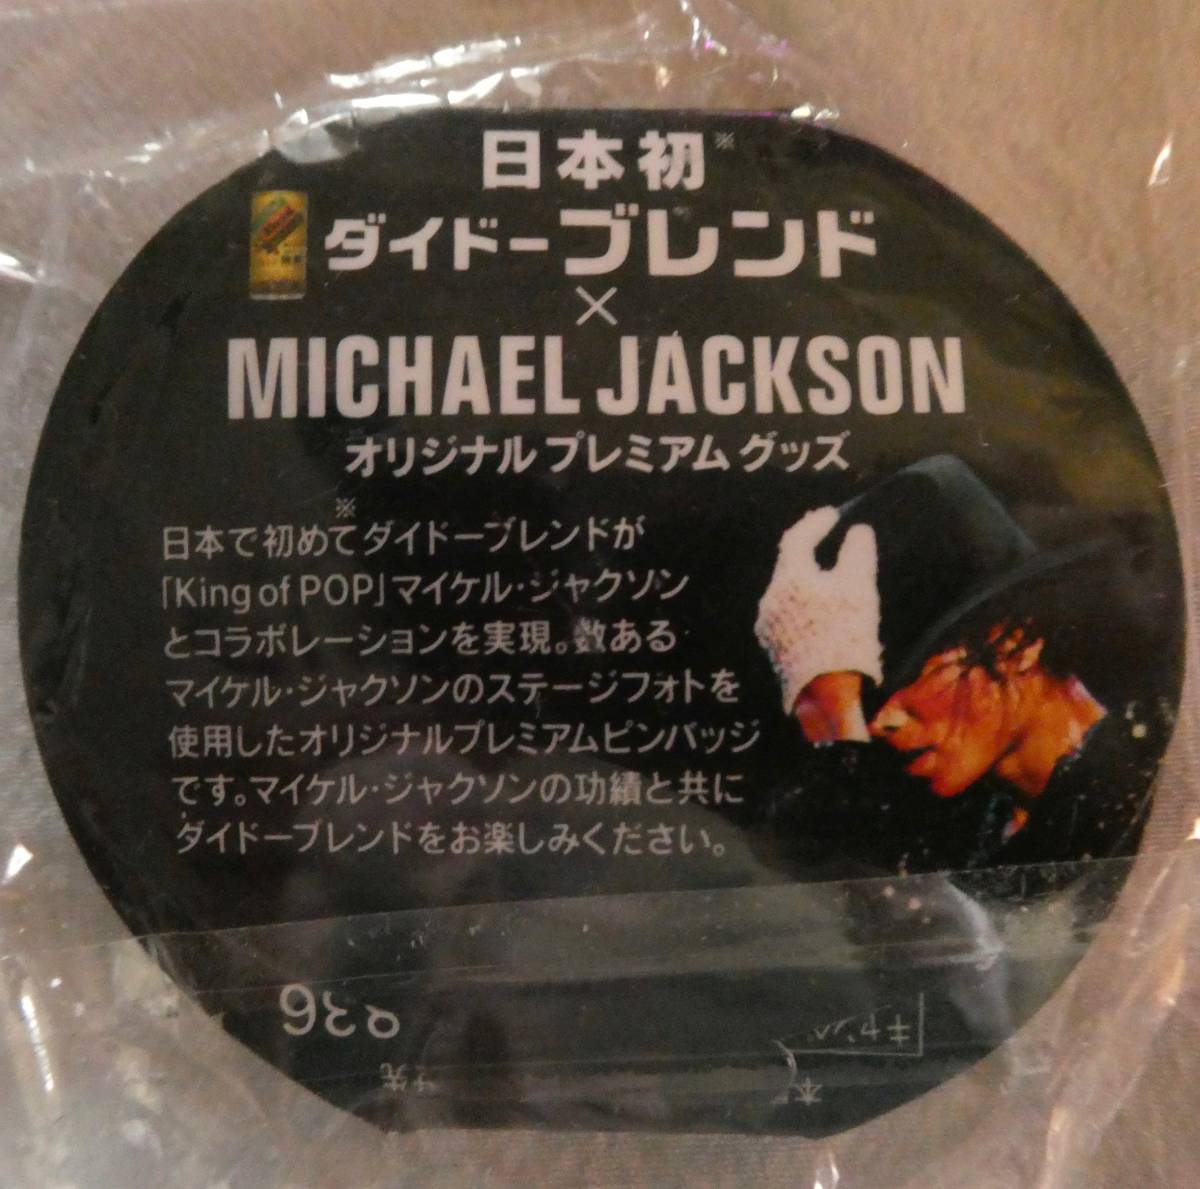 日本初※
ダイドーブレンド
×
MICHAEL JACKSON
オリジナル プレミアム グッズ
※
日本で初めてダイドーブレンドが
「King of POP」マイケル・ジャクソン
とコラボレーションを実現。数ある
マイケル・ジャクソンのステージフォトを
使用したオリジナルプレミアムピンバッジ
です。マイケル・ジャクソンの功績と共に
ダイドーブレンドをお楽しみください。